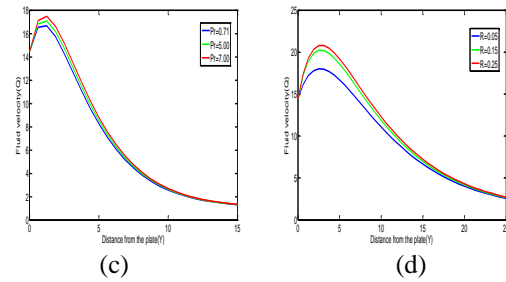 18
16
14
12
10
8
6
4
2
0
0 5 10 15
Fluid velocity(Q)
Distance from the plate(Y)
Pr=0.71
Pr=5.00
Pr=7.00
(c)
25
20
15
10
5
0
0 5 10 15 20 25
Fluid velocity(Q)
Distance from the plate(Y)
R=0.05
R=0.15
R=0.25
(d)